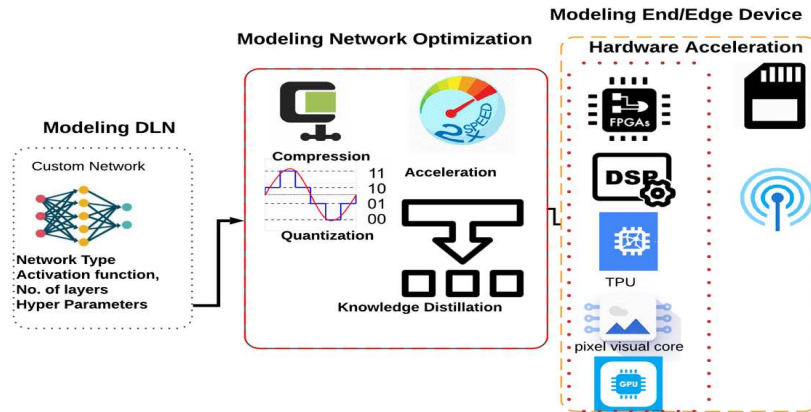 Modeling DLN
Custom Network
Network Type
Activation function,
No. of layers
Hyper Parameters
Modeling Network Optimization
Compression
2X SPEED
Acceleration
11
10
01
00
Quantization
Knowledge Distillation
Modeling End/Edge Device
Hardware Acceleration
FPGAs
DSP
TPU
pixel visual core
GPU